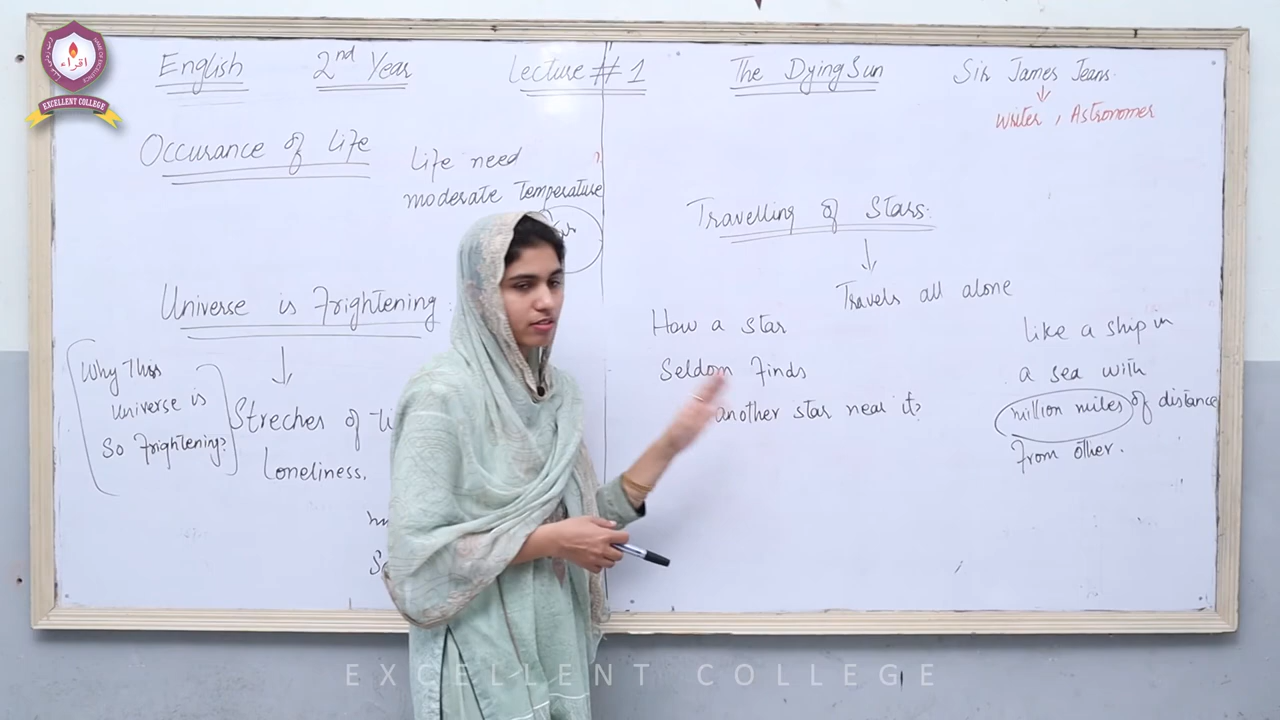 اقراء
EXCELLENT COLLEGE
English 2nd Year Lecture # 1 The Dying Sun Sir James Jeans.
Writer, Astronomer
Occurance of Life
Life need
moderate Temperature
Travelling of Stars:
Travels all alone
Universe is Frightening
Why This
Universe is
So Frightening?
Streches of
Loneliness.
How a star
Seldom Finds
another star near it?
Like a ship in
a sea with
million miles of distance
From other.
EXCELLENT COLLEGE